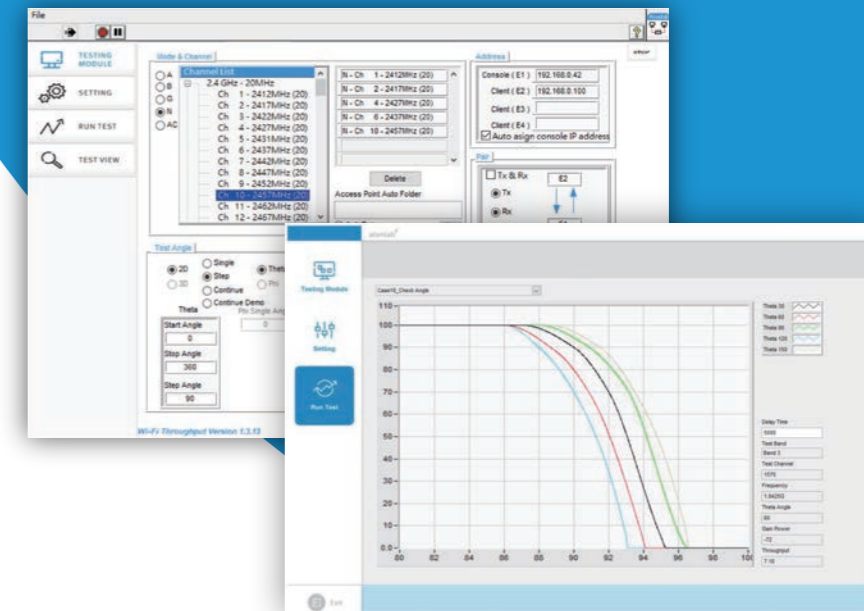 File
TESTING
MODULE
SETTING
RUN TEST
TEST VIEW
STOP
Mode & Channel
A
B
G
N
AC
Channel List
2.4 GHz - 20MHz
Ch 1 - 2412MHz (20)
Ch 2 - 2417MHz (20)
Ch 3 - 2422MHz (20)
Ch 4 - 2427MHz (20)
Ch 5 - 2431MHz (20)
Ch 6 - 2437MHz (20)
Ch 7 - 2442MHz (20)
Ch 8 - 2447MHz (20)
Ch 9 - 2452MHz (20)
Ch 10 - 2457MHz (20)
Ch 11 - 2462MHz (20)
Ch 12 - 2467MHz (20)
N - Ch 1 - 2412MHz (20)
N - Ch 2 - 2417MHz (20)
N - Ch 4 - 2427MHz (20)
N - Ch 6 - 2437MHz (20)
N - Ch 10 - 2457MHz (20)
Delete
Access Point Auto Folder
Address
Console ( E1 ) 192.168.0.42
Client ( E2 ) 192.168.0.100
Client ( E3 )
Client ( E4 )
Auto asign console IP address
Pair
Tx & Rx
E2
Tx
Rx
Test Angle
2D
3D
Single
Step
Continue
Continue Demo
Theta
Phi
Theta
Phi Single Ang
0
Start Angle
0
Stop Angle
360
Step Angle
90
Wi-Fi Throughput Version 1.3.13
Testing Module
Setting
Run Test
Exit
Case10_Check Angle
110
100
90
80
70
60
50
40
30
20
10
0.0
80 82 84 86 88 90 92 94 96 98 100
Theta 30
Theta 60
Theta 90
Theta 120
Theta 150
Delay Time
5000
Test Band
Band 3
Test Channel
1575
Frequency
Theta Angle
Gain Power
-72
Throughput